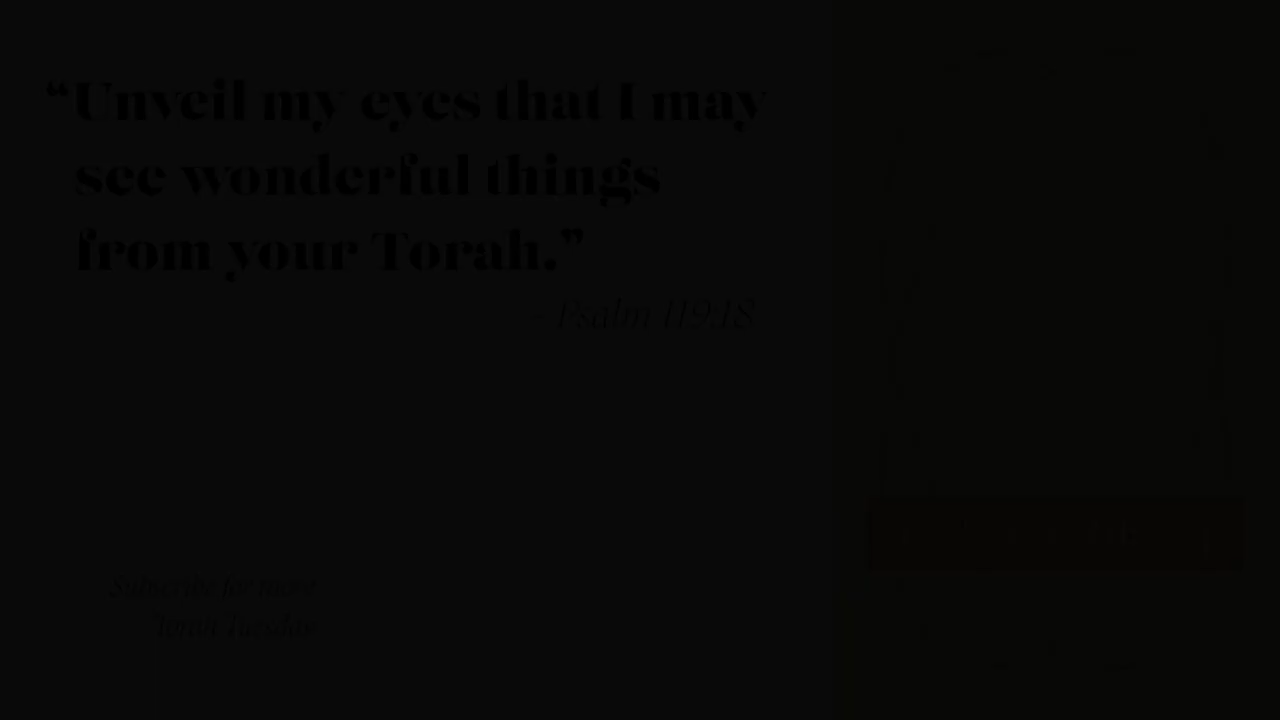 “Unveil my eyes that I may
see wonderful things
from your Torah.”
– Psalm 119:18
Subscribe for more
Torah Tuesday